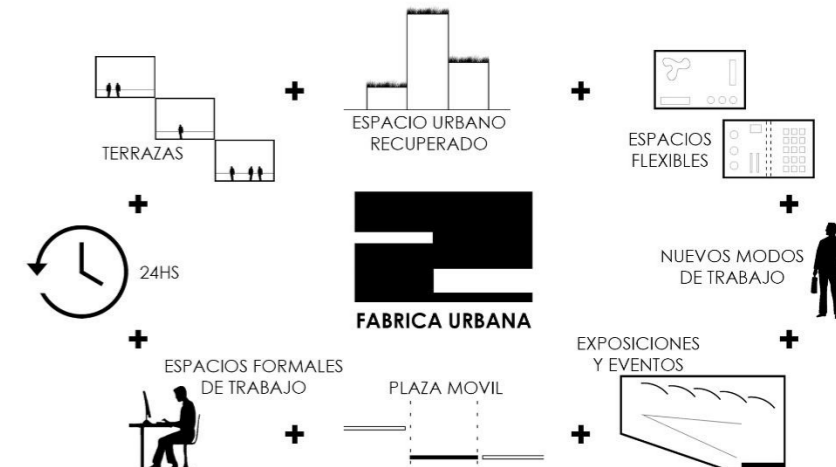 TERRAZAS
ESPACIO URBANO
RECUPERADO
ESPACIOS
FLEXIBLES
24HS
FABRICA URBANA
NUEVOS MODOS
DE TRABAJO
ESPACIOS FORMALES
DE TRABAJO
PLAZA MOVIL
EXPOSICIONES
Y EVENTOS